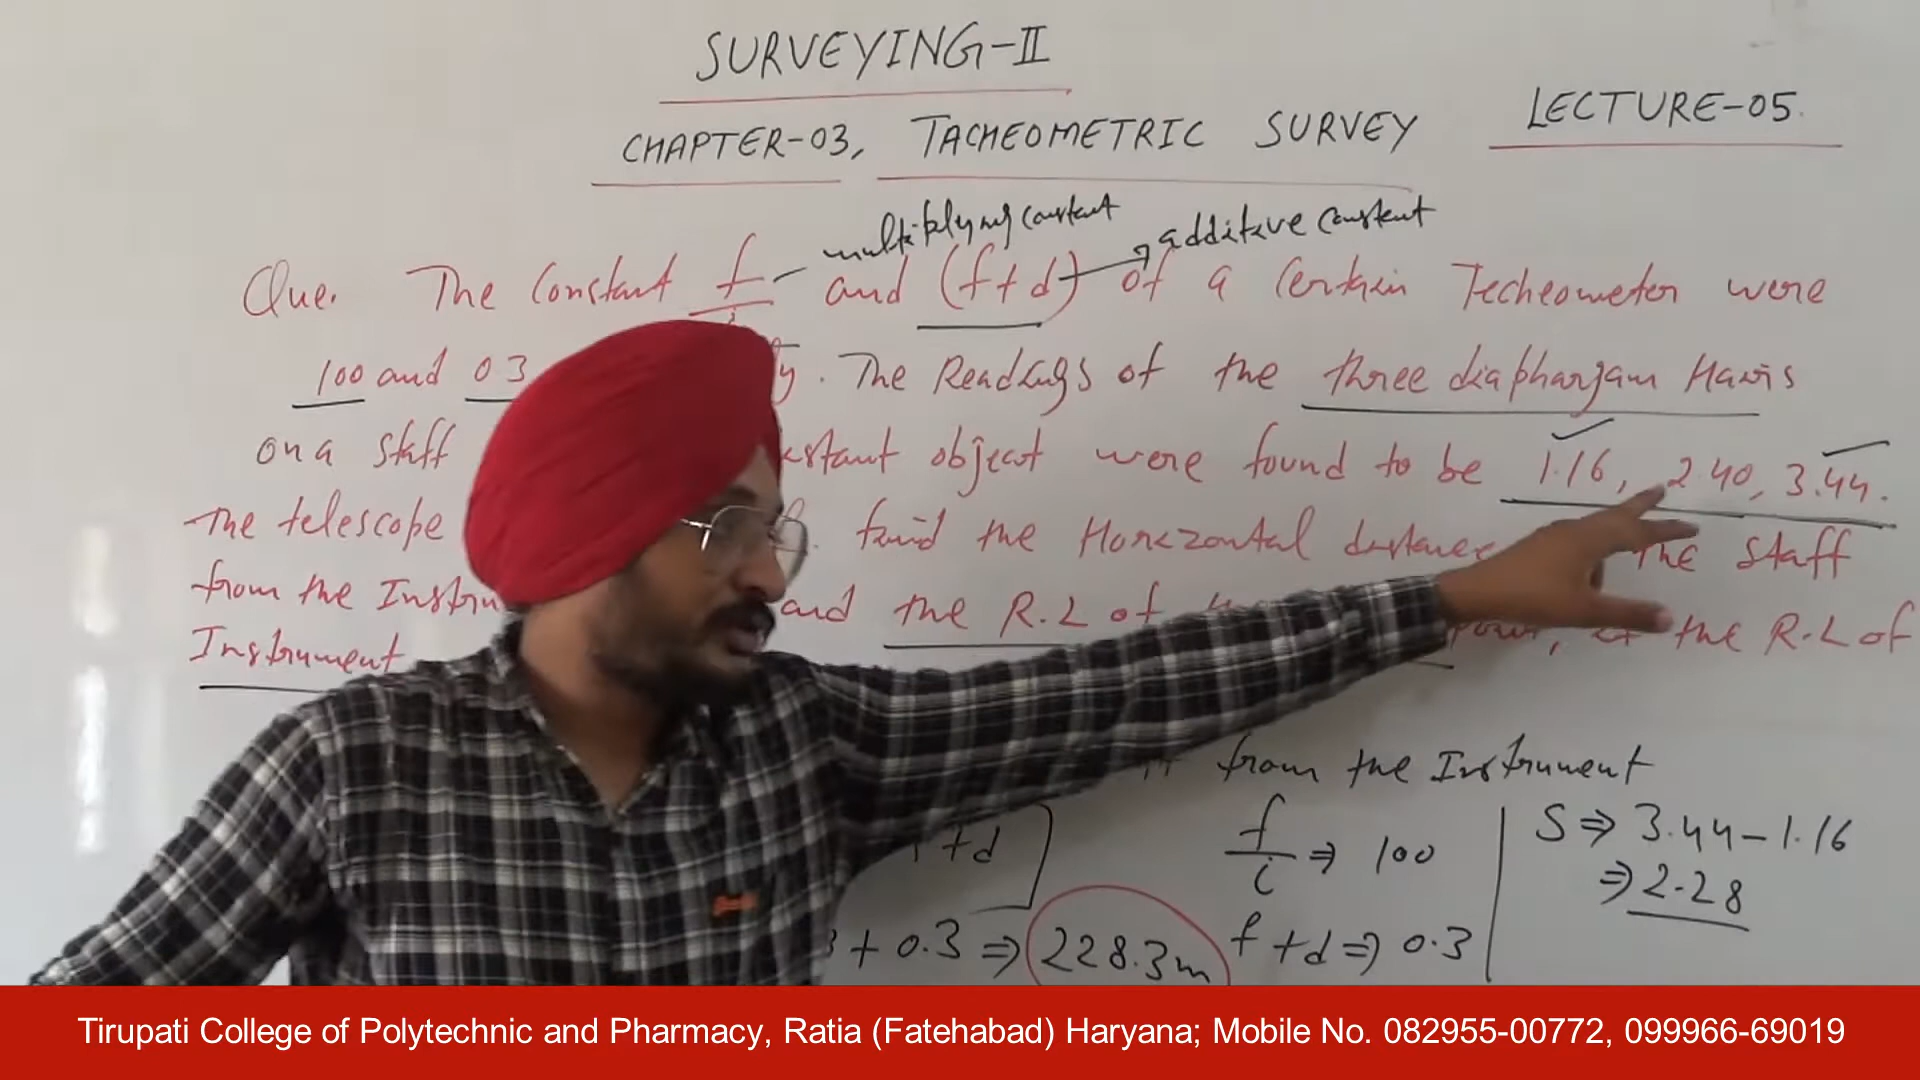 SURVEYING-II
LECTURE-05.
CHAPTER-03, TACHEOMETRIC SURVEY
multiplying constant
additive constant
Que. The Constant f/i and (f+d) of a Certain Techeometer were
100 and 03 . The Readings of the three diaphargam Hairs
on a staff object were found to be 1.16, 2.40, 3.44.
The telescope find the Horizontal distance the staff
from the and the R.L of the R.L of
Instrument
from the Instrument
+d
f/i ⇒ 100
S ⇒ 3.44-1.16
⇒ 2.28
+ 0.3 ⇒ 228.3m
f+d ⇒ 0.3
Tirupati College of Polytechnic and Pharmacy, Ratia (Fatehabad) Haryana; Mobile No. 082955-00772, 099966-69019